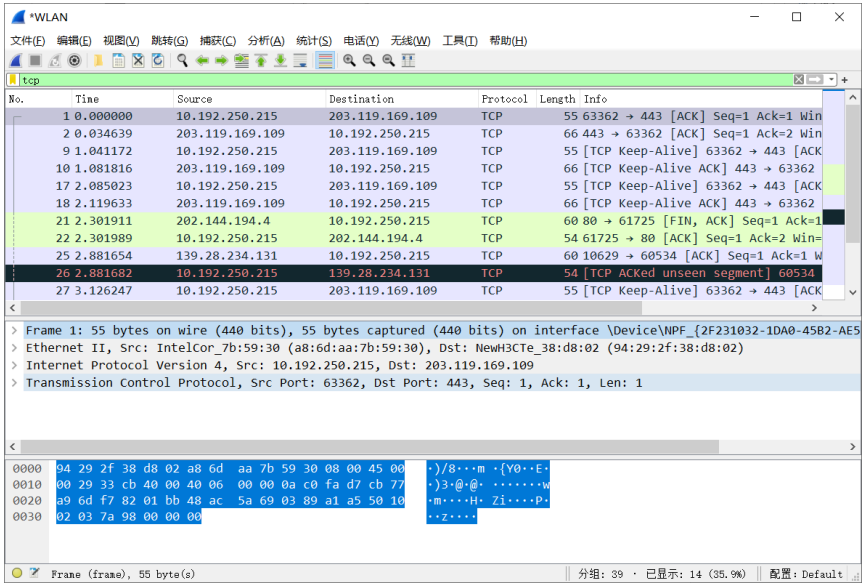 *WLAN
文件(F) 编辑(E) 视图(V) 跳转(G) 捕获(C) 分析(A) 统计(S) 电话(Y) 无线(W) 工具(T) 帮助(H)
tcp
No. Time Source Destination Protocol Length Info
1 0.000000 10.192.250.215 203.119.169.109 TCP 55 63362 → 443 [ACK] Seq=1 Ack=1 Win
2 0.034639 203.119.169.109 10.192.250.215 TCP 66 443 → 63362 [ACK] Seq=1 Ack=2 Win
9 1.041172 10.192.250.215 203.119.169.109 TCP 55 [TCP Keep-Alive] 63362 → 443 [ACK
10 1.081816 203.119.169.109 10.192.250.215 TCP 66 [TCP Keep-Alive ACK] 443 → 63362
17 2.085023 10.192.250.215 203.119.169.109 TCP 55 [TCP Keep-Alive] 63362 → 443 [ACK
18 2.119633 203.119.169.109 10.192.250.215 TCP 66 [TCP Keep-Alive ACK] 443 → 63362
21 2.301911 202.144.194.4 10.192.250.215 TCP 60 80 → 61725 [FIN, ACK] Seq=1 Ack=1
22 2.301989 10.192.250.215 202.144.194.4 TCP 54 61725 → 80 [ACK] Seq=1 Ack=2 Win=
25 2.881654 139.28.234.131 10.192.250.215 TCP 60 10629 → 60534 [ACK] Seq=1 Ack=1 W
26 2.881682 10.192.250.215 139.28.234.131 TCP 54 [TCP ACKed unseen segment] 60534
27 3.126247 10.192.250.215 203.119.169.109 TCP 55 [TCP Keep-Alive] 63362 → 443 [ACK
Frame 1: 55 bytes on wire (440 bits), 55 bytes captured (440 bits) on interface \Device\NPF_{2F231032-1DA0-45B2-AE5
Ethernet II, Src: IntelCor_7b:59:30 (a8:6d:aa:7b:59:30), Dst: NewH3CTe_38:d8:02 (94:29:2f:38:d8:02)
Internet Protocol Version 4, Src: 10.192.250.215, Dst: 203.119.169.109
Transmission Control Protocol, Src Port: 63362, Dst Port: 443, Seq: 1, Ack: 1, Len: 1
0000 94 29 2f 38 d8 02 a8 6d aa 7b 59 30 08 00 45 00 ·)/8···m ·{Y0··E·
0010 00 29 33 cb 40 00 40 06 00 00 0a c0 fa d7 cb 77 ·)3·@·@· ·······w
0020 a9 6d f7 82 01 bb 48 ac 5a 69 03 89 a1 a5 50 10 ·m····H· Zi····P·
0030 02 03 7a 98 00 00 00 ··z····
Frame (frame), 55 byte(s) 分组: 39 · 已显示: 14 (35.9%) 配置: Default